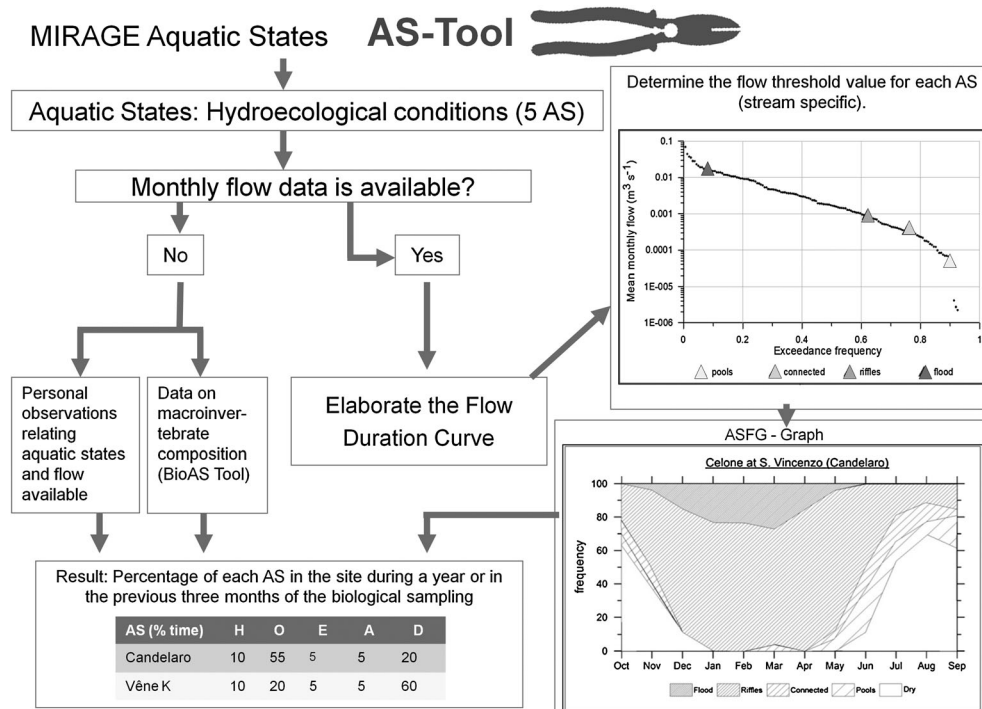 MIRAGE Aquatic States
AS-Tool
Aquatic States: Hydroecological conditions (5 AS)
Monthly flow data is available?
No
Yes
Personal
observations
relating
aquatic states
and flow
available
Data on
macroinver-
tebrate
composition
(BioAS Tool)
Elaborate the Flow
Duration Curve
Determine the flow threshold value for each AS
(stream specific).
Mean monthly flow (m³ s⁻¹)
0.1
0.01
0.001
0.0001
1E-005
1E-006
0 0.2 0.4 0.6 0.8 1
Exceedance frequency
pools connected riffles flood
ASFG - Graph
Celone at S. Vincenzo (Candelaro)
frequency
100
80
60
40
20
0
Oct Nov Dec Jan Feb Mar Apr May Jun Jul Aug Sep
Flood Riffles Connected Pools Dry
Result: Percentage of each AS in the site during a year or in
the previous three months of the biological sampling
AS (% time) H O E A D
Candelaro 10 55 5 5 20
Vêne K 10 20 5 5 60